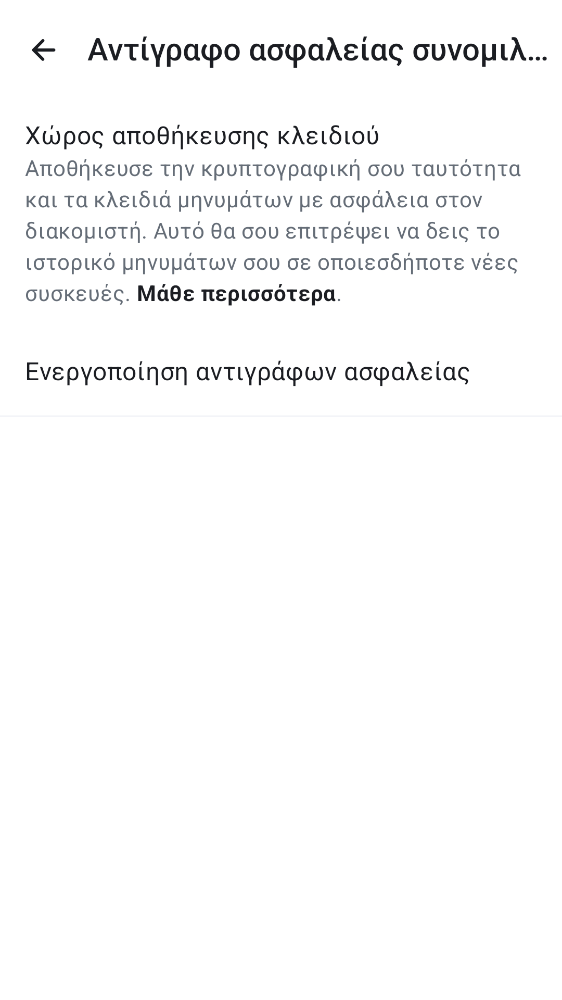 Αντίγραφο ασφαλείας συνομιλ...
Χώρος αποθήκευσης κλειδιού
Αποθήκευσε την κρυπτογραφική σου ταυτότητα
και τα κλειδιά μηνυμάτων με ασφάλεια στον
διακομιστή. Αυτό θα σου επιτρέψει να δεις το
ιστορικό μηνυμάτων σου σε οποιεσδήποτε νέες
συσκευές. Μάθε περισσότερα.
Ενεργοποίηση αντιγράφων ασφαλείας